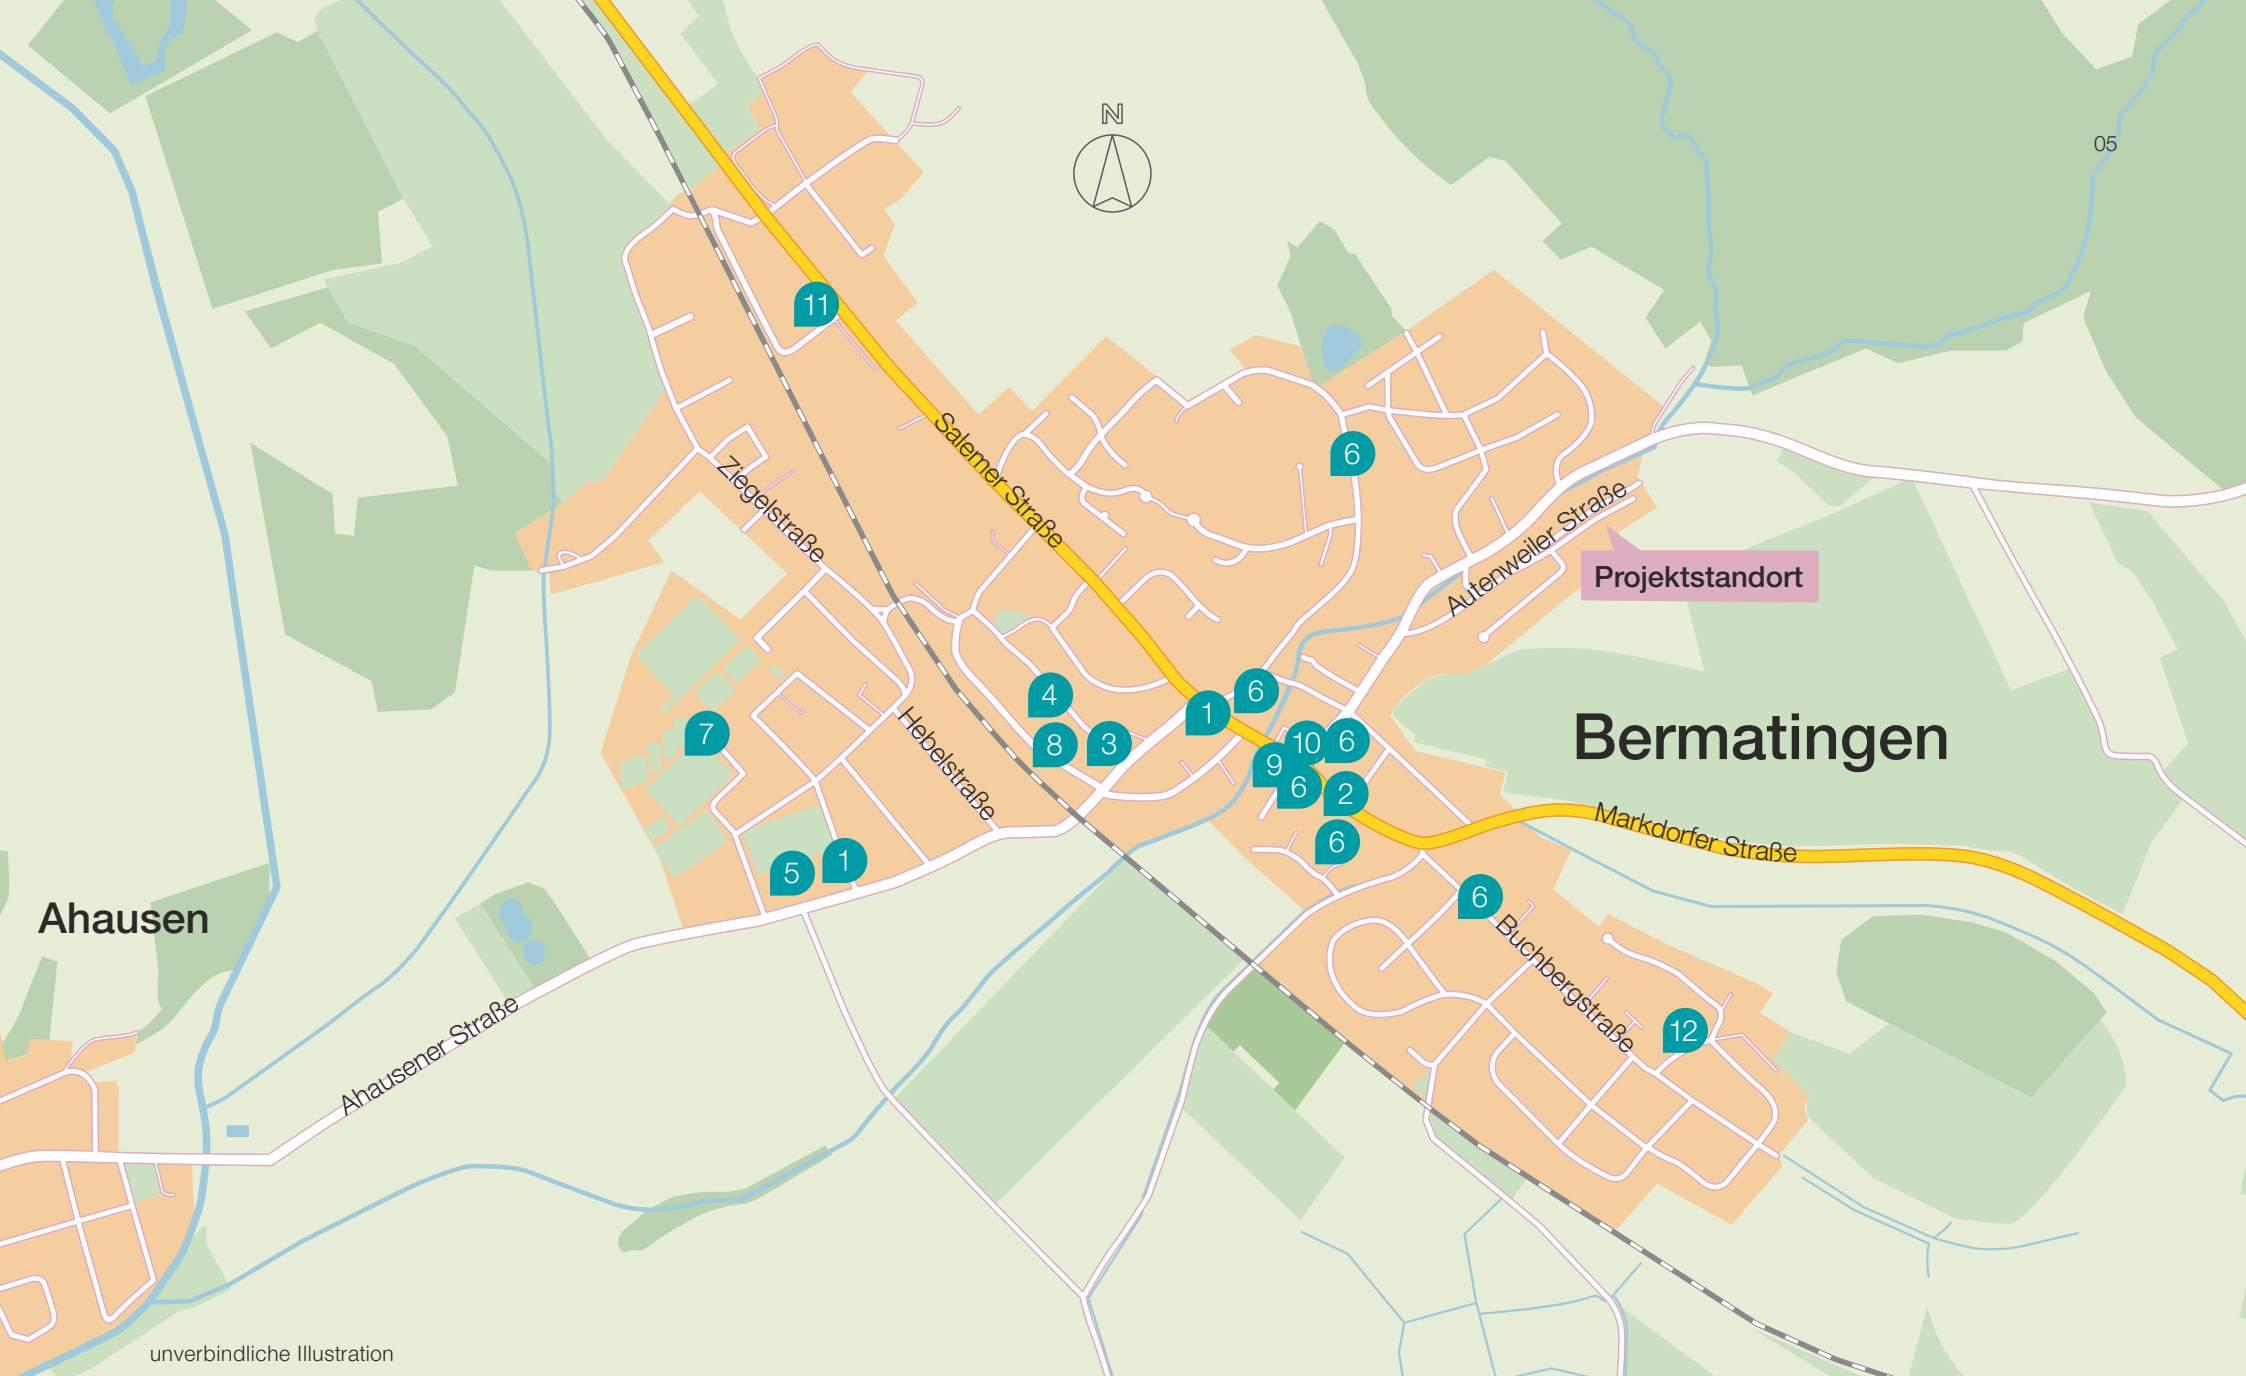 N
05
11
Salemer Straße
6
Ziegelstraße
Autenweiler Straße
Projektstandort
4
6
1
7
8
3
10
6
9
6
2
Bermatingen
Hebelstraße
6
Markdorfer Straße
5
1
6
Ahausen
Buchbergstraße
12
Ahausener Straße
unverbindliche Illustration